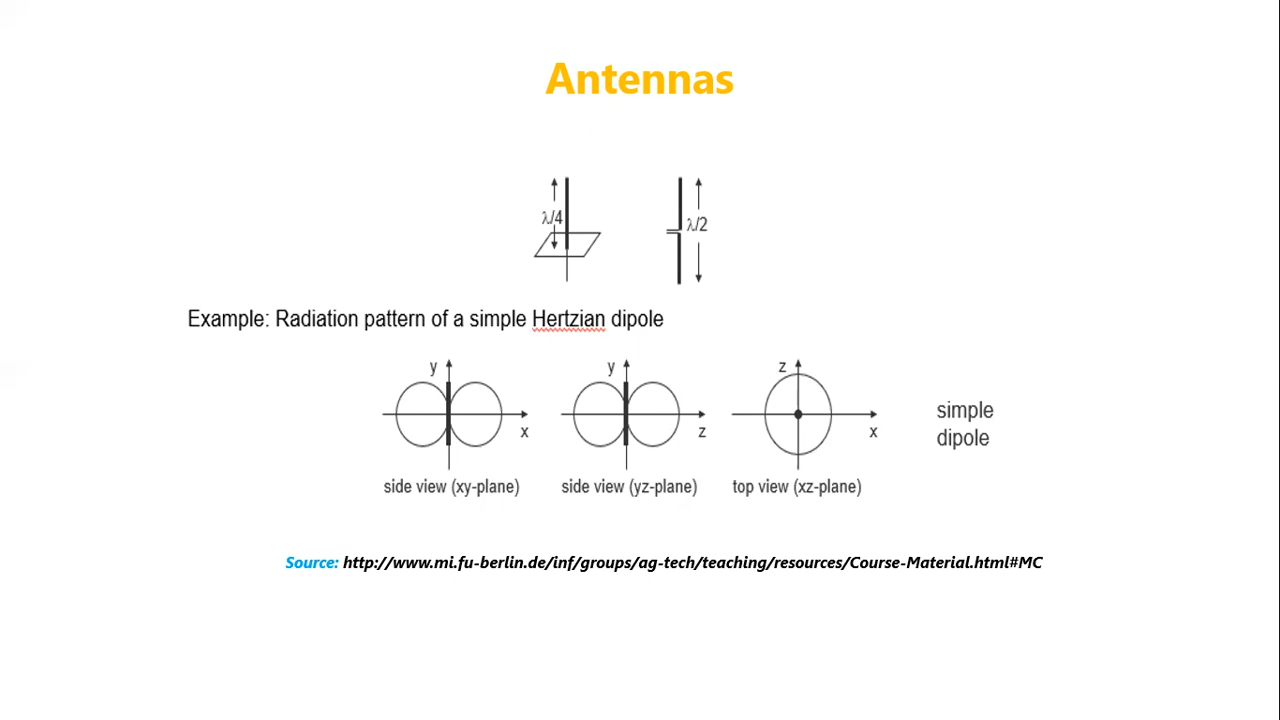 Antennas
λ/4
λ/2
Example: Radiation pattern of a simple Hertzian dipole
y
x
side view (xy-plane)
y
z
side view (yz-plane)
z
x
top view (xz-plane)
simple
dipole
Source: http://www.mi.fu-berlin.de/inf/groups/ag-tech/teaching/resources/Course-Material.html#MC